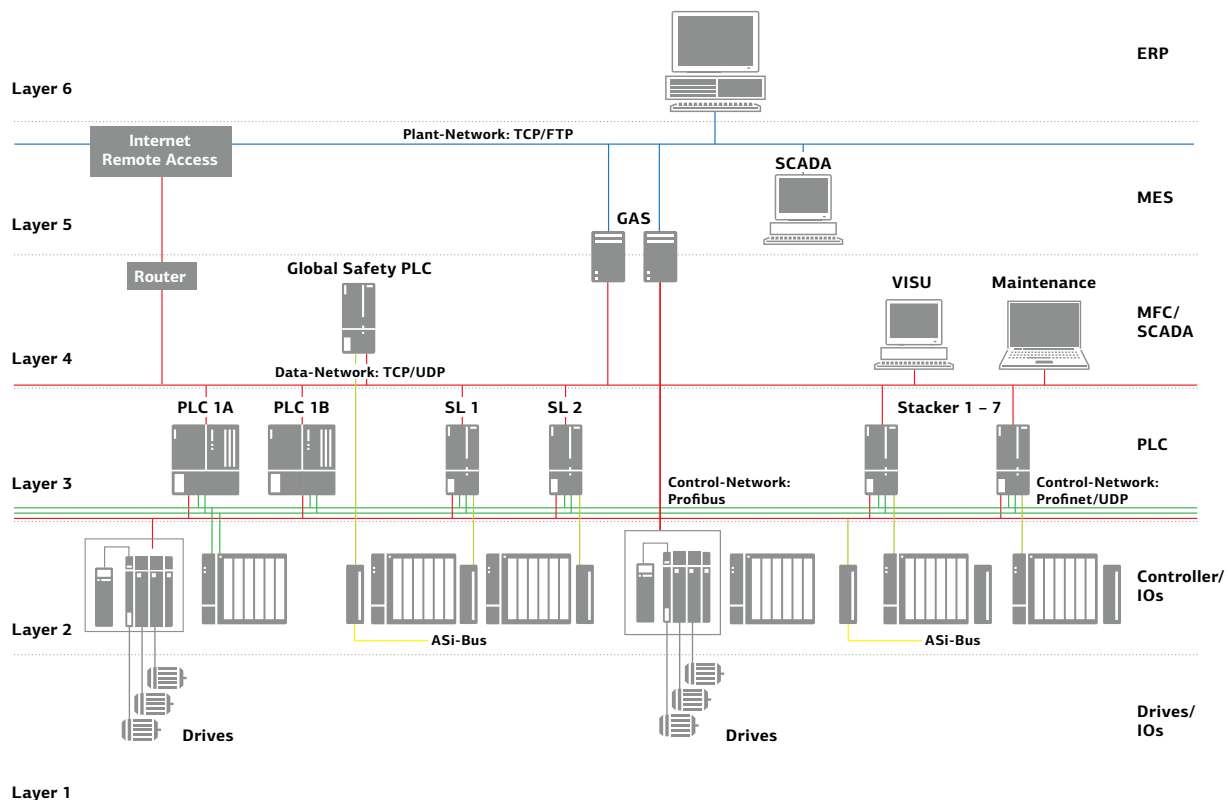 ERP
Layer 6
Internet
Remote Access
Plant-Network: TCP/FTP
SCADA
MES
Layer 5
GAS
Router
Global Safety PLC
VISU
Maintenance
MFC/
SCADA
Layer 4
Data-Network: TCP/UDP
PLC 1A
PLC 1B
SL 1
SL 2
Stacker 1 – 7
PLC
Layer 3
Control-Network:
Profibus
Control-Network:
Profinet/UDP
Controller/
IOs
Layer 2
ASi-Bus
ASi-Bus
Drives/
IOs
Drives
Drives
Layer 1